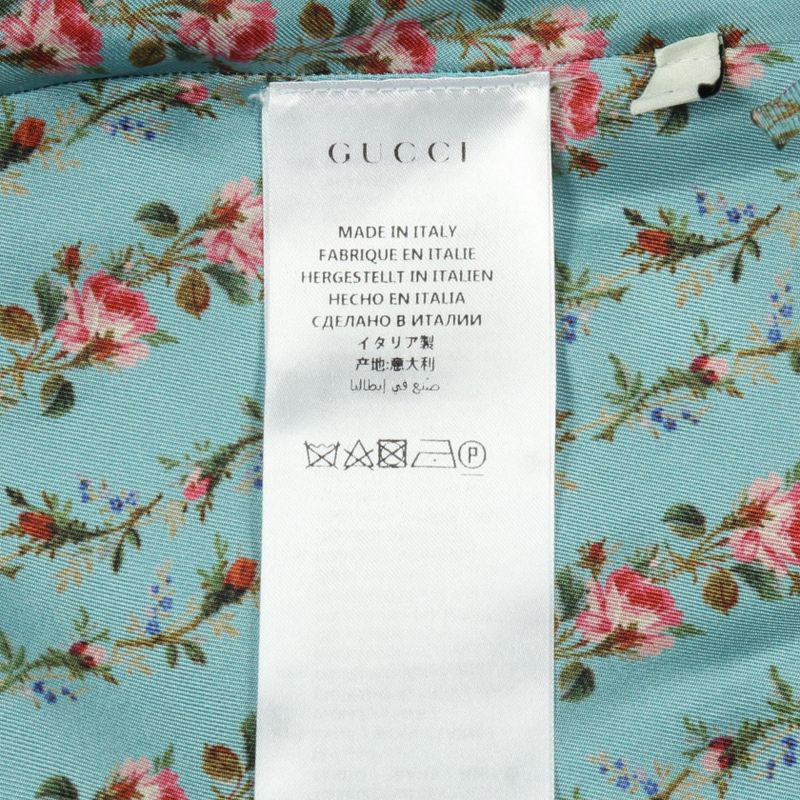 GUCCI
MADE IN ITALY
FABRIQUE EN ITALIE
HERGESTELLT IN ITALIEN
HECHO EN ITALIA
СДЕЛАНО В ИТАЛИИ
イタリア製
产地:意大利
صنع في إيطاليا
P